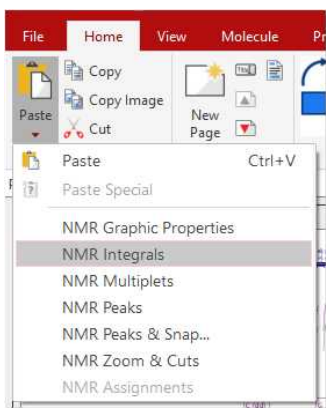 File Home View Molecule
Copy
Copy Image
Cut
Paste
New
Page
Paste Ctrl+V
Paste Special
NMR Graphic Properties
NMR Integrals
NMR Multiplets
NMR Peaks
NMR Peaks & Snap...
NMR Zoom & Cuts
NMR Assignments